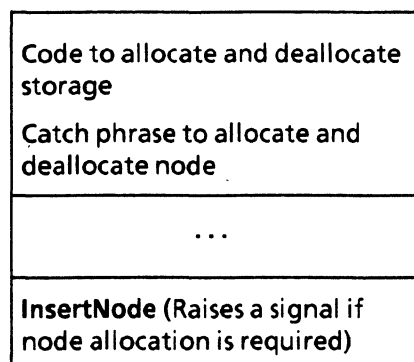 Code to allocate and deallocate
storage
Catch phrase to allocate and
deallocate node
...
InsertNode (Raises a signal if
node allocation is required)